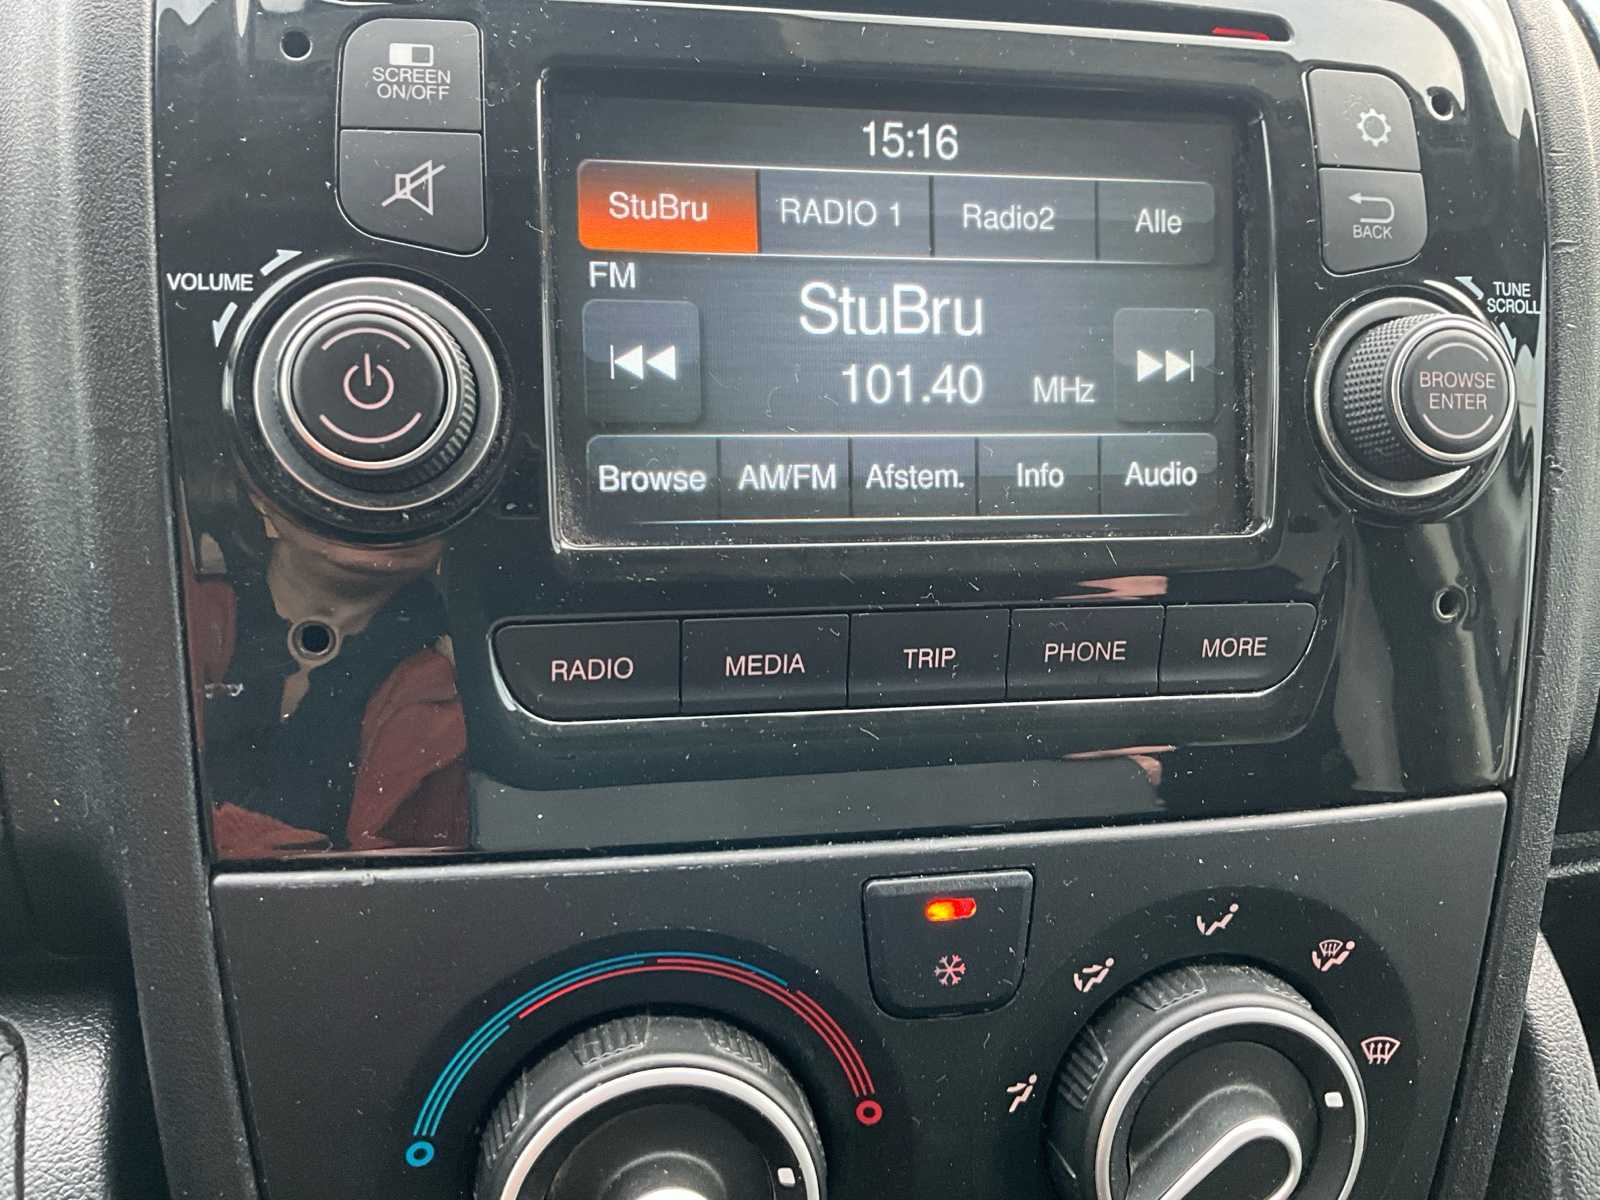 SCREEN
ON/OFF
15:16
StuBru
RADIO 1
Radio2
Alle
BACK
VOLUME
FM
StuBru
TUNE
SCROLL
101.40 MHz
BROWSE
ENTER
Browse
AM/FM
Afstem.
Info
Audio
RADIO
MEDIA
TRIP
PHONE
MORE